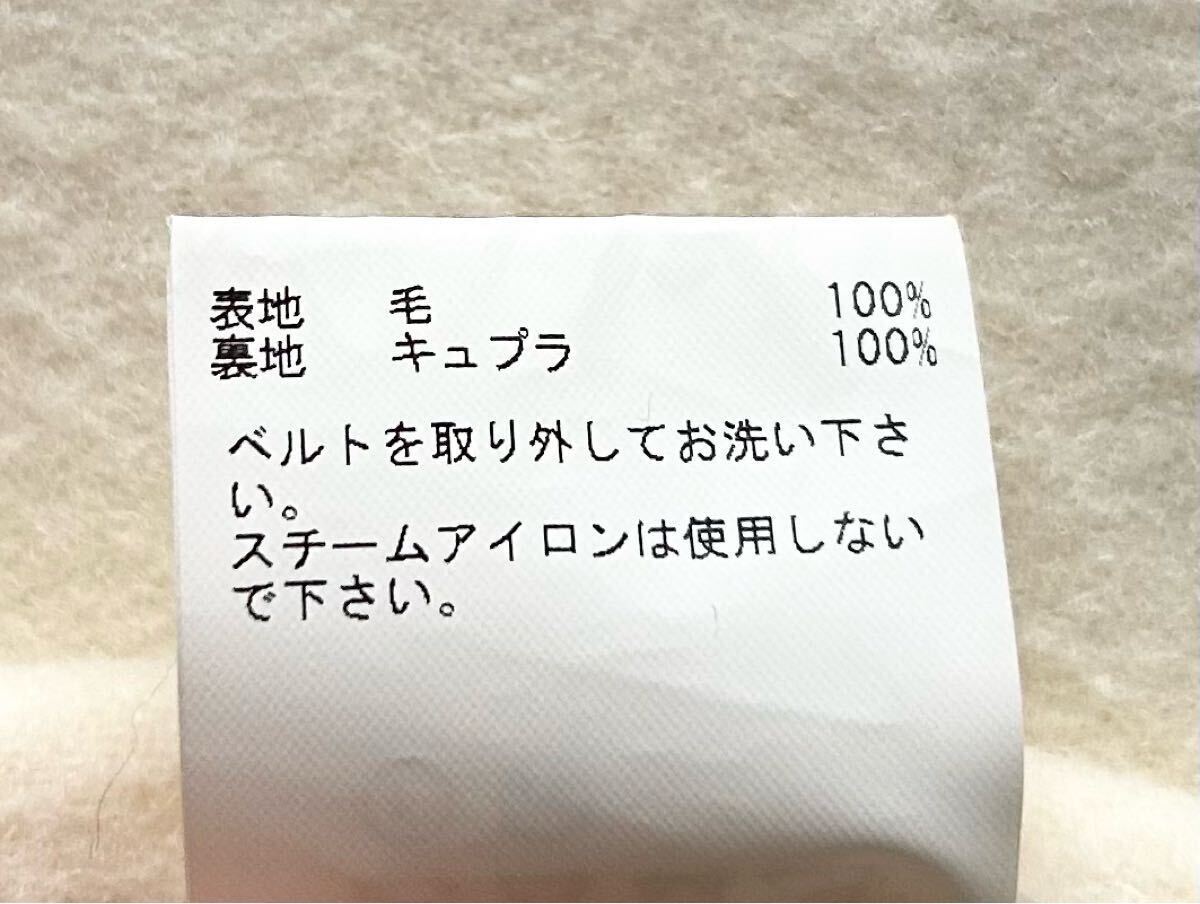 表地 毛 100%
裏地 キュプラ 100%
ベルトを取り外してお洗い下さ
い。
スチームアイロンは使用しない
で下さい。